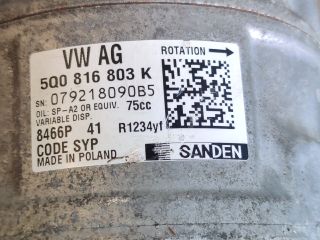 VW AG
ROTATION
5Q0 816 803 K
SN: 079218090B5
OIL: SP-A2 OR EQUIV. 75cc
VARIABLE DISP.
8466P 41 R1234yf
CODE SYP
MADE IN POLAND
SANDEN